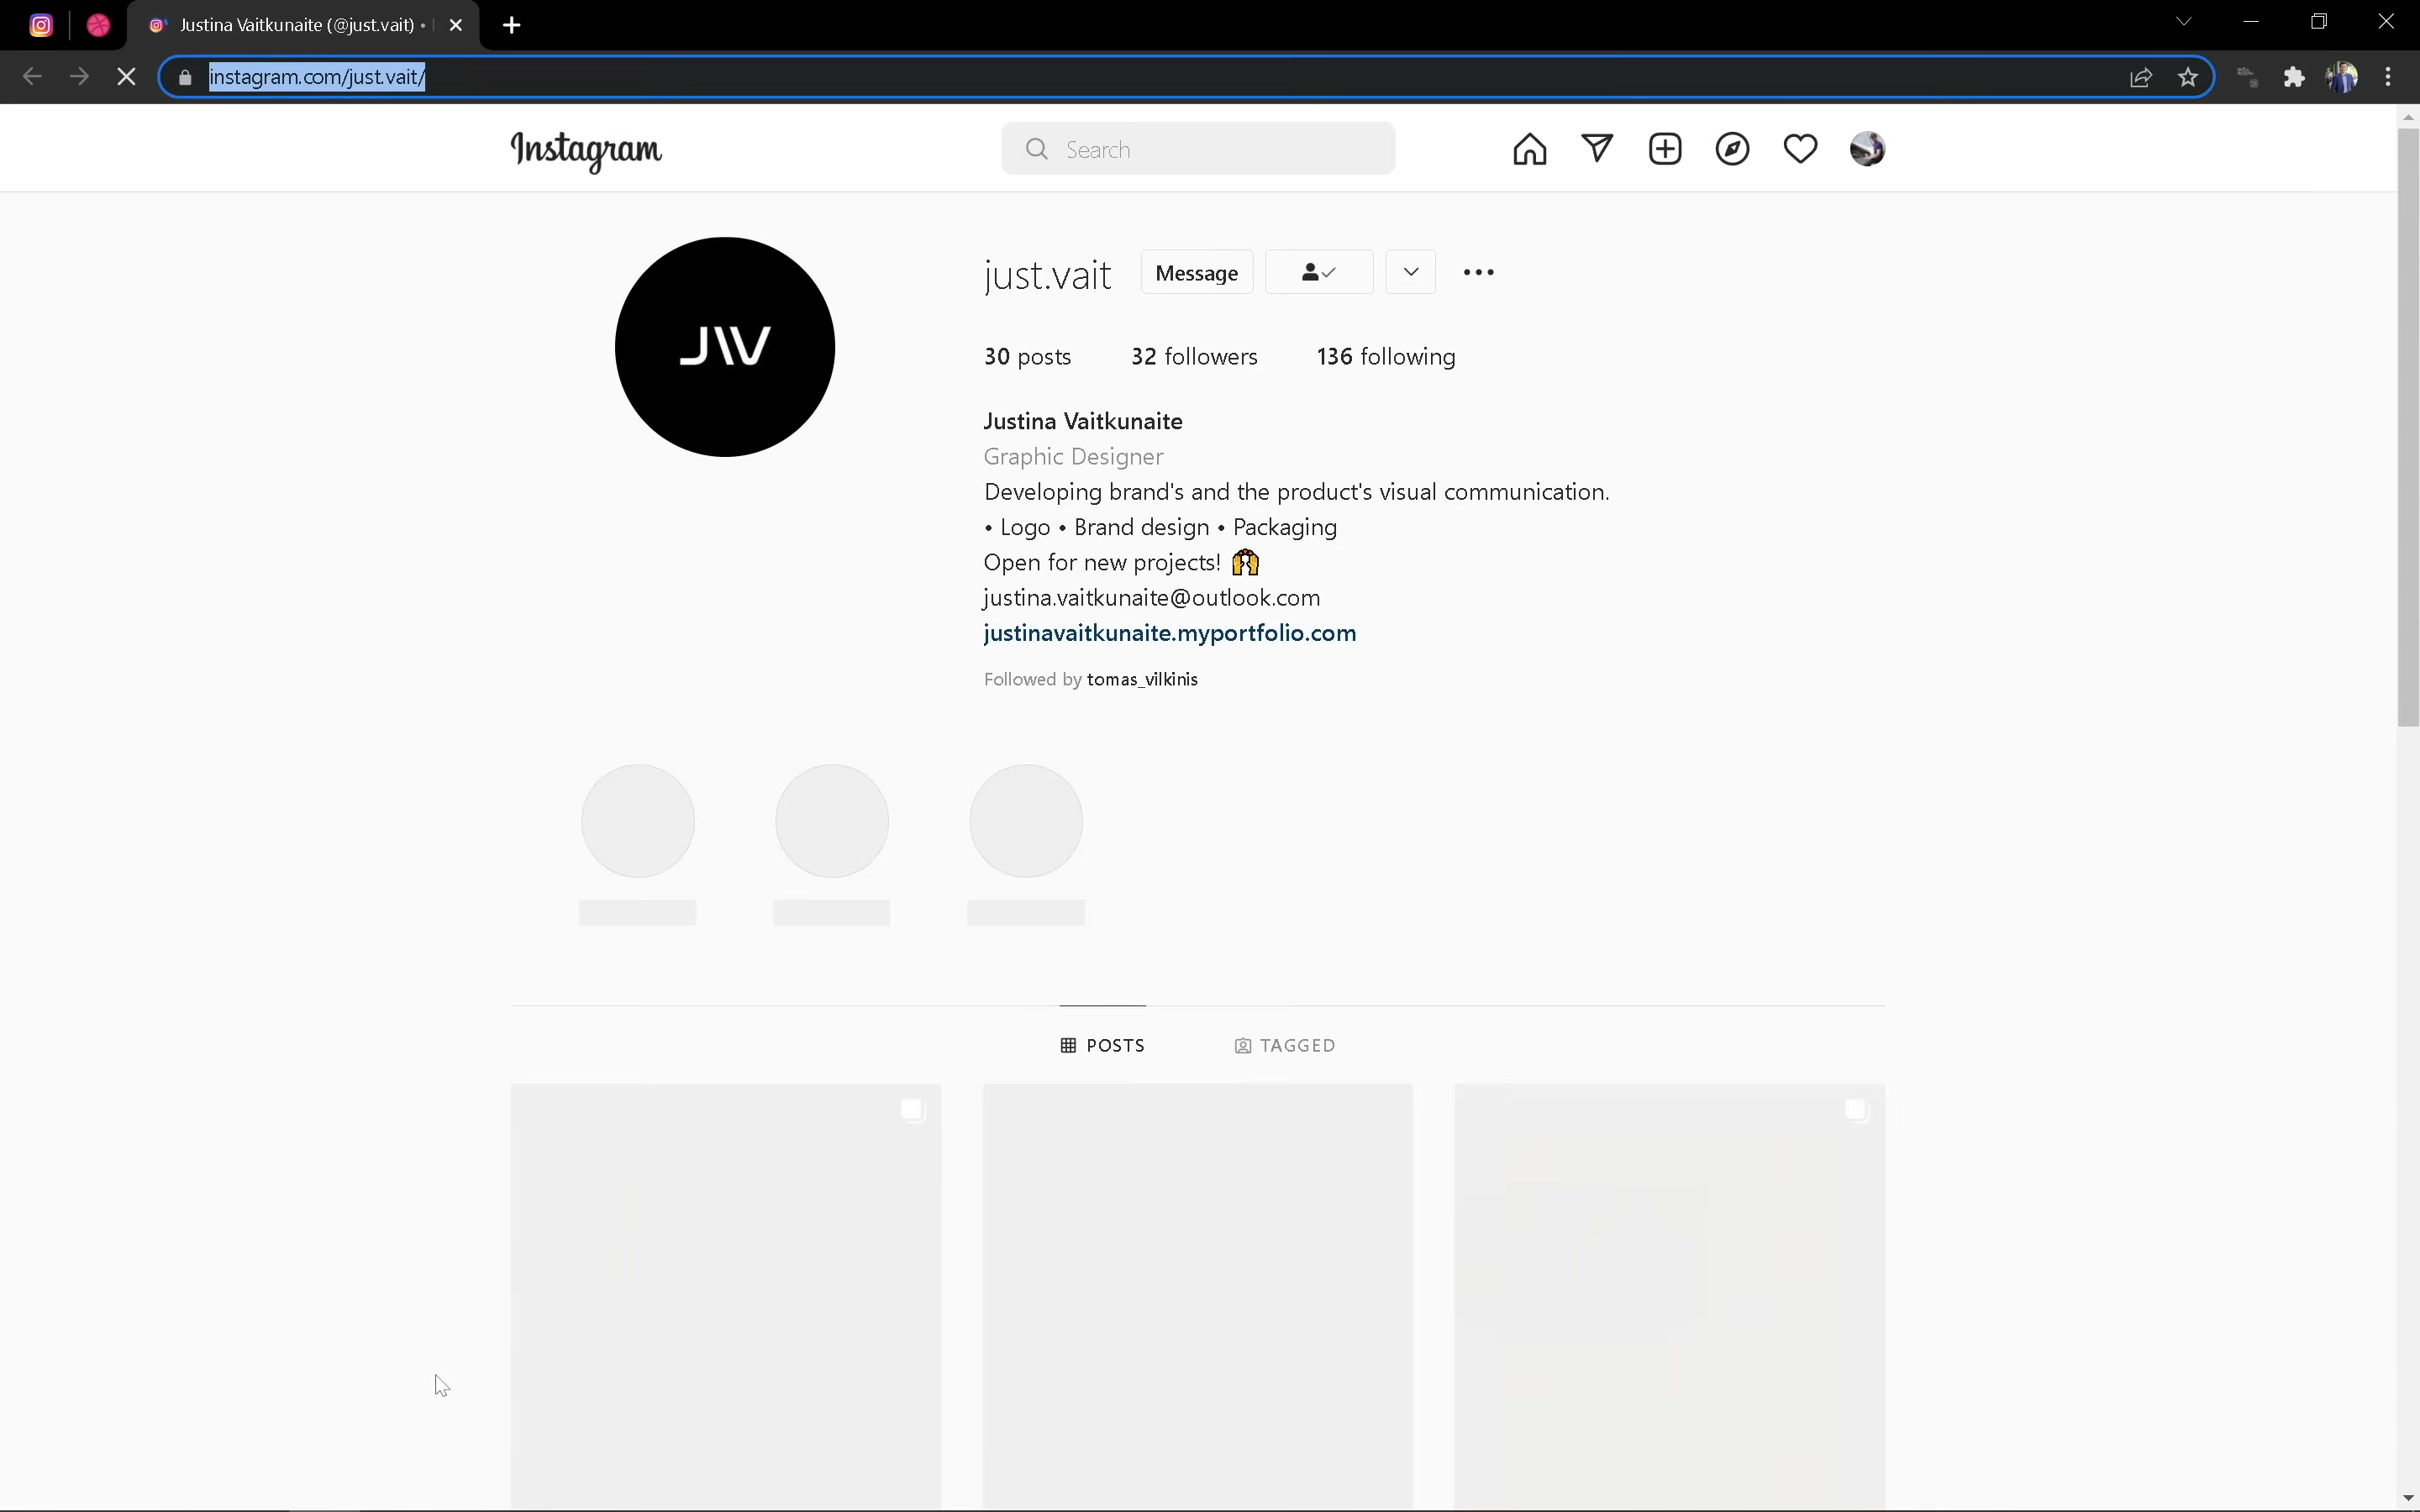 Justina Vaitkunaite (@just.vait) •
instagram.com/just.vait/
Instagram
Search
just.vait
Message
30 posts 32 followers 136 following
Justina Vaitkunaite
Graphic Designer
Developing brand's and the product's visual communication.
• Logo • Brand design • Packaging
Open for new projects! 🙌
justina.vaitkunaite@outlook.com
justinavaitkunaite.myportfolio.com
Followed by tomas_vilkinis
POSTS
TAGGED